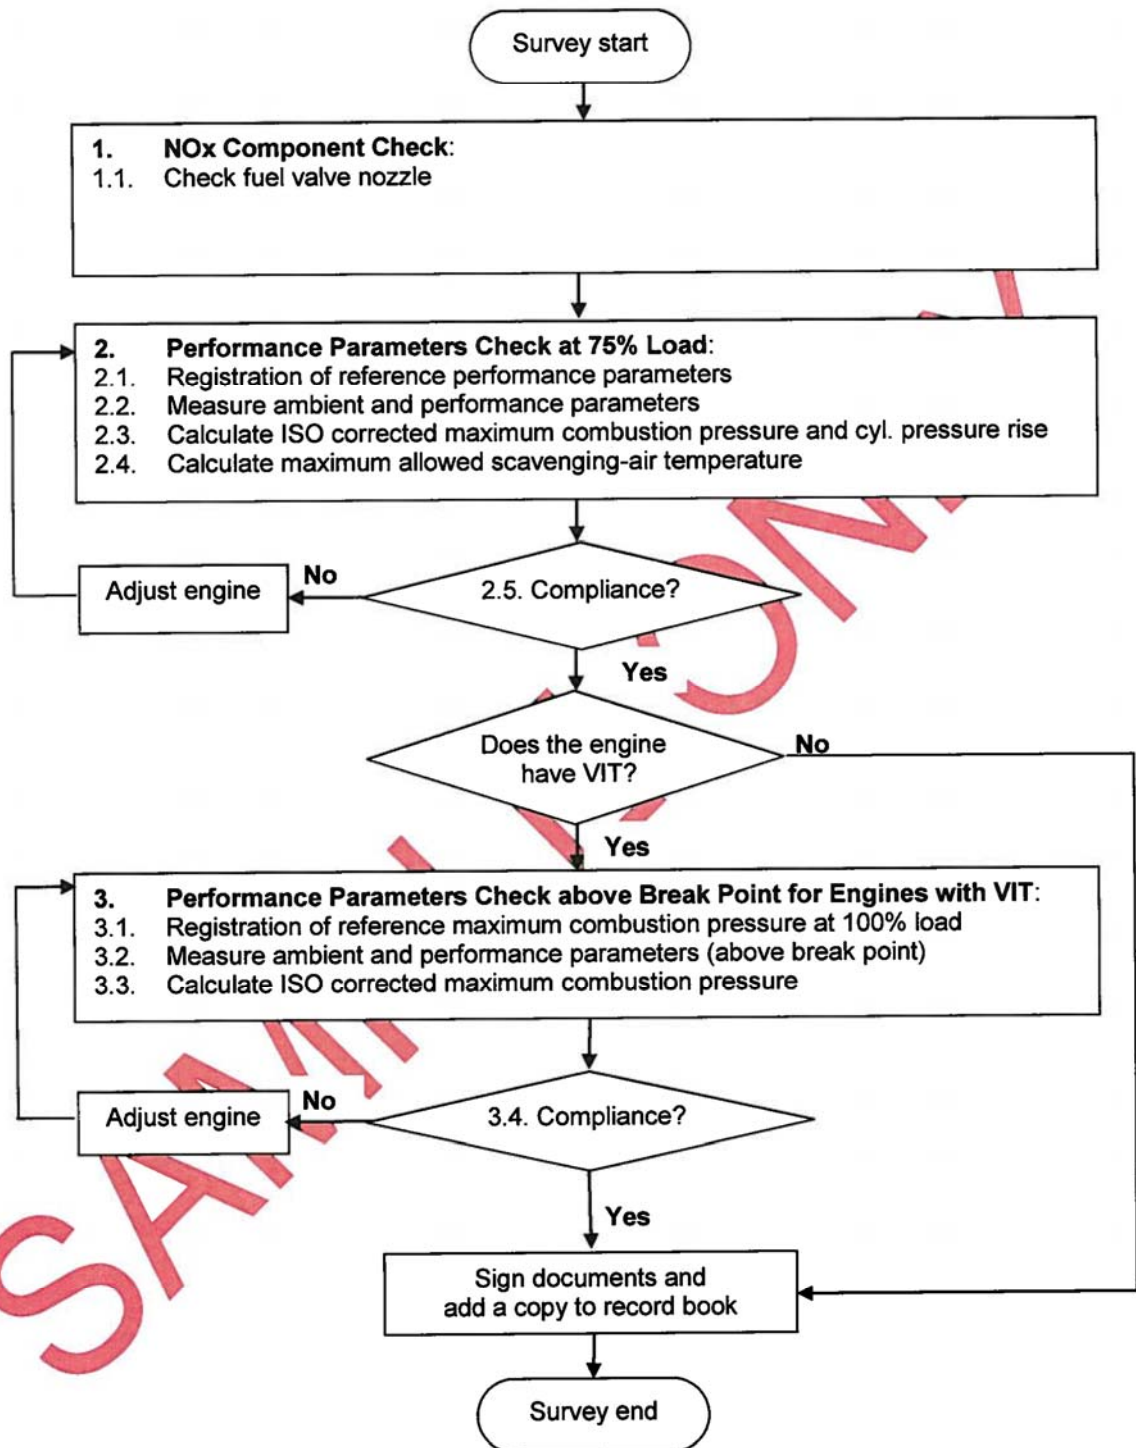 Survey start
1. NOx Component Check:
1.1. Check fuel valve nozzle
2. Performance Parameters Check at 75% Load:
2.1. Registration of reference performance parameters
2.2. Measure ambient and performance parameters
2.3. Calculate ISO corrected maximum combustion pressure and cyl. pressure rise
2.4. Calculate maximum allowed scavenging-air temperature
Adjust engine
No
2.5. Compliance?
Yes
Does the engine
have VIT?
No
Yes
3. Performance Parameters Check above Break Point for Engines with VIT:
3.1. Registration of reference maximum combustion pressure at 100% load
3.2. Measure ambient and performance parameters (above break point)
3.3. Calculate ISO corrected maximum combustion pressure
Adjust engine
No
3.4. Compliance?
Yes
Sign documents and
add a copy to record book
Survey end